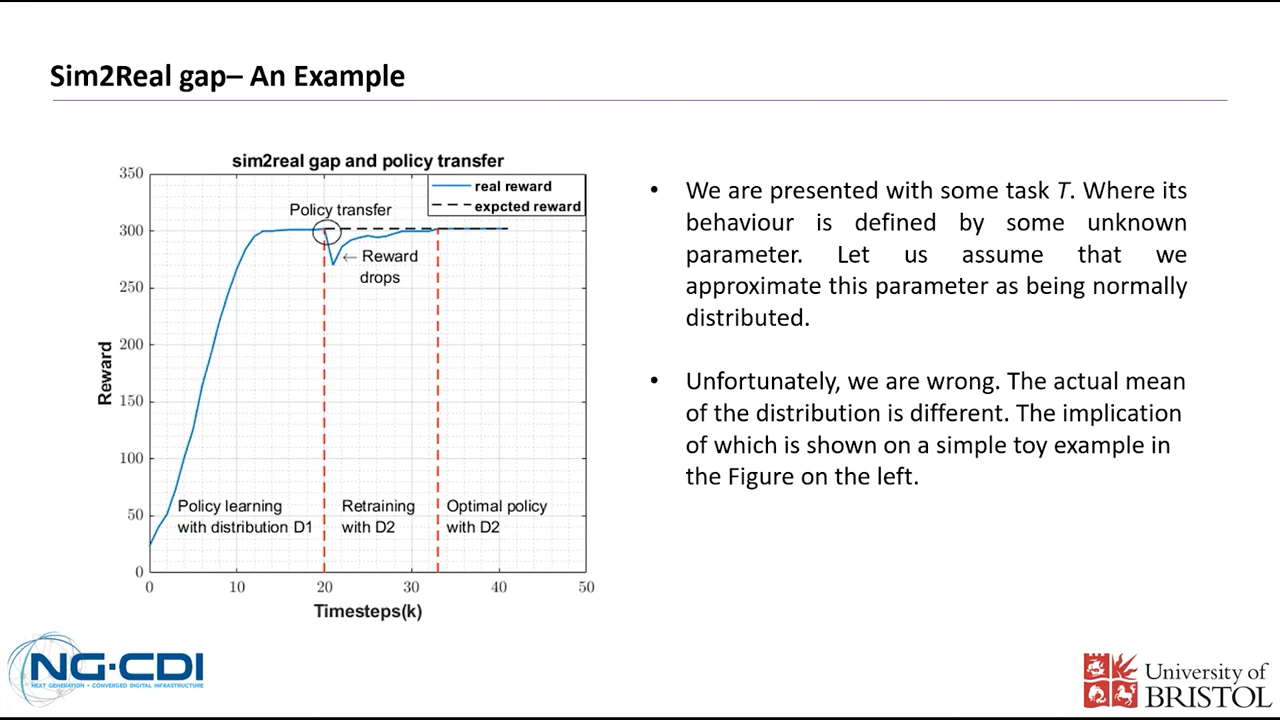 Sim2Real gap– An Example
sim2real gap and policy transfer
350
300
250
200
150
100
50
0
Reward
real reward
expcted reward
Policy transfer
← Reward
drops
Policy learning
with distribution D1
Retraining
with D2
Optimal policy
with D2
0 10 20 30 40 50
Timesteps(k)
• We are presented with some task T. Where its
behaviour is defined by some unknown
parameter. Let us assume that we
approximate this parameter as being normally
distributed.
• Unfortunately, we are wrong. The actual mean
of the distribution is different. The implication
of which is shown on a simple toy example in
the Figure on the left.
NG·CDI
NEXT GENERATION · CONVERGED DIGITAL INFRASTRUCTURE
University of
BRISTOL